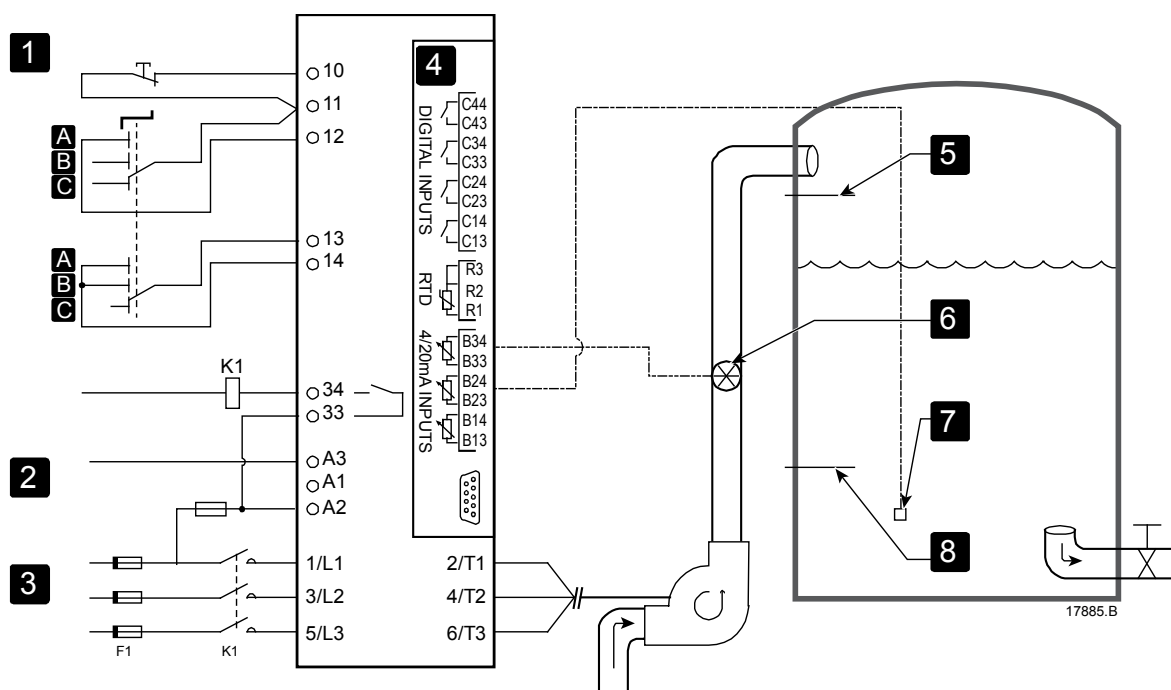 1
10
11
12
A
B
C
13
14
A
B
C
K1
34
33
2
A3
A1
A2
3
1/L1
3/L2
5/L3
F1
K1
2/T1
4/T2
6/T3
4
DIGITAL INPUTS
C44
C43
C34
C33
C24
C23
C14
C13
RTD
R3
R2
R1
4/20mA INPUTS
B34
B33
B24
B23
B14
B13
5
6
7
8
17885.B